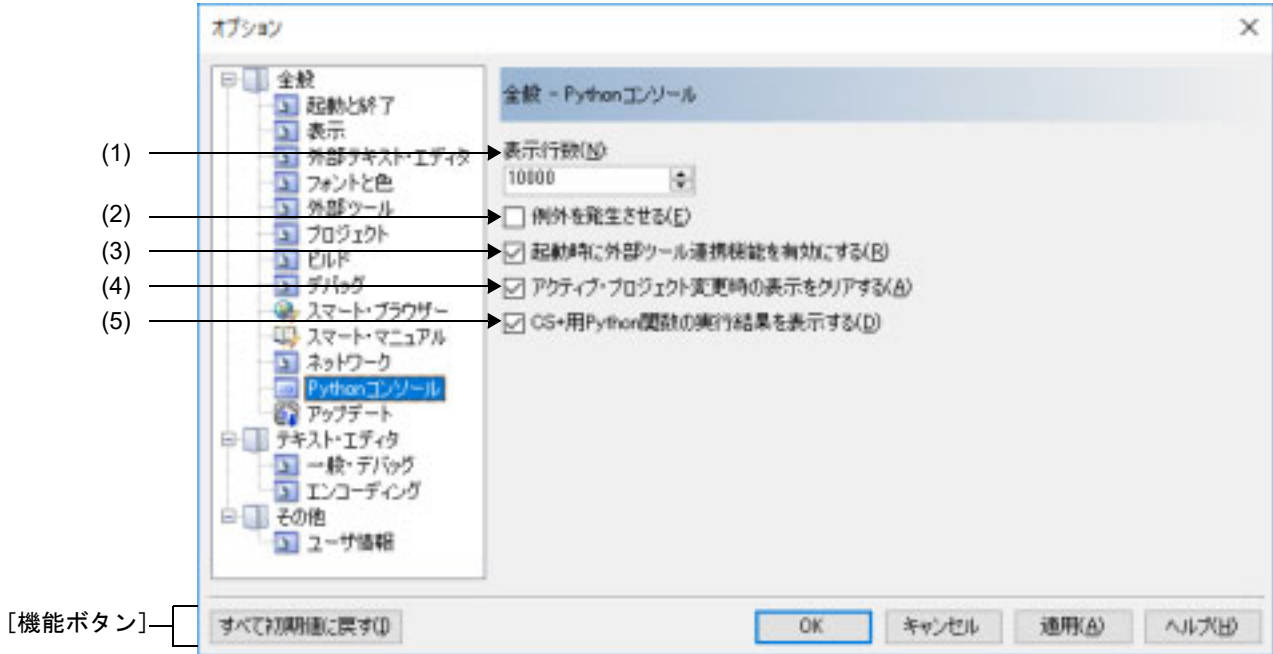 オプション
全般
起動と終了
表示
外部テキスト・エディタ
フォントと色
外部ツール
プロジェクト
ビルド
デバッグ
スマート・ブラウザー
スマート・マニュアル
ネットワーク
Pythonコンソール
アップデート
テキスト・エディタ
一般・デバッグ
エンコーディング
その他
ユーザ情報
全般 - Pythonコンソール
(1)
表示行数(N):
10000
(2)
例外を発生させる(E)
(3)
起動時に外部ツール連携機能を有効にする(R)
(4)
アクティブ・プロジェクト変更時の表示をクリアする(A)
(5)
CS+用Python関数の実行結果を表示する(D)
[機能ボタン]
すべて初期値に戻す(I)
OK
キャンセル
適用(A)
ヘルプ(H)